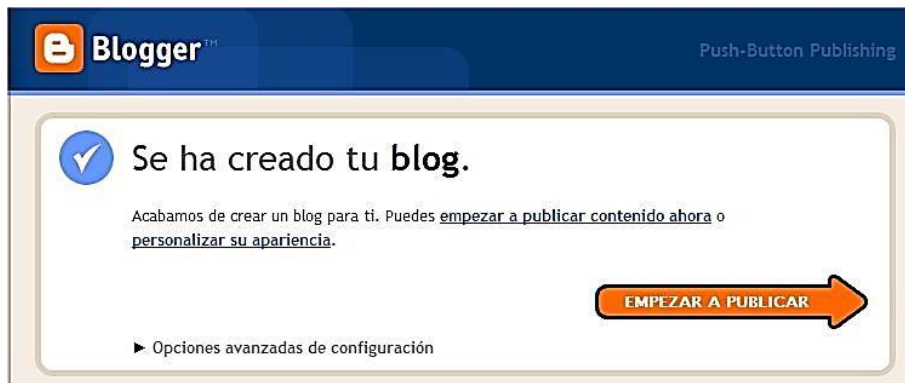 Blogger™
Push-Button Publishing
Se ha creado tu blog.
Acabamos de crear un blog para ti. Puedes empezar a publicar contenido ahora o
personalizar su apariencia.
EMPEZAR A PUBLICAR
► Opciones avanzadas de configuración